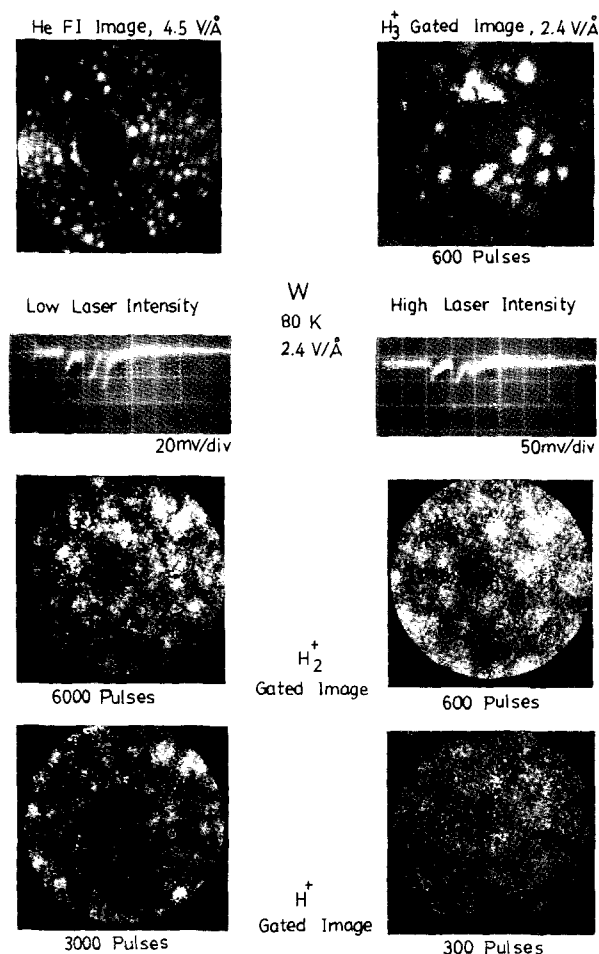 He FI Image, 4.5 V/Å
H₃⁺ Gated Image, 2.4 V/Å
600 Pulses
Low Laser Intensity
W
80 K
2.4 V/Å
High Laser Intensity
20mv/div
50mv/div
H₂⁺
Gated Image
6000 Pulses
600 Pulses
H⁺
Gated Image
3000 Pulses
300 Pulses